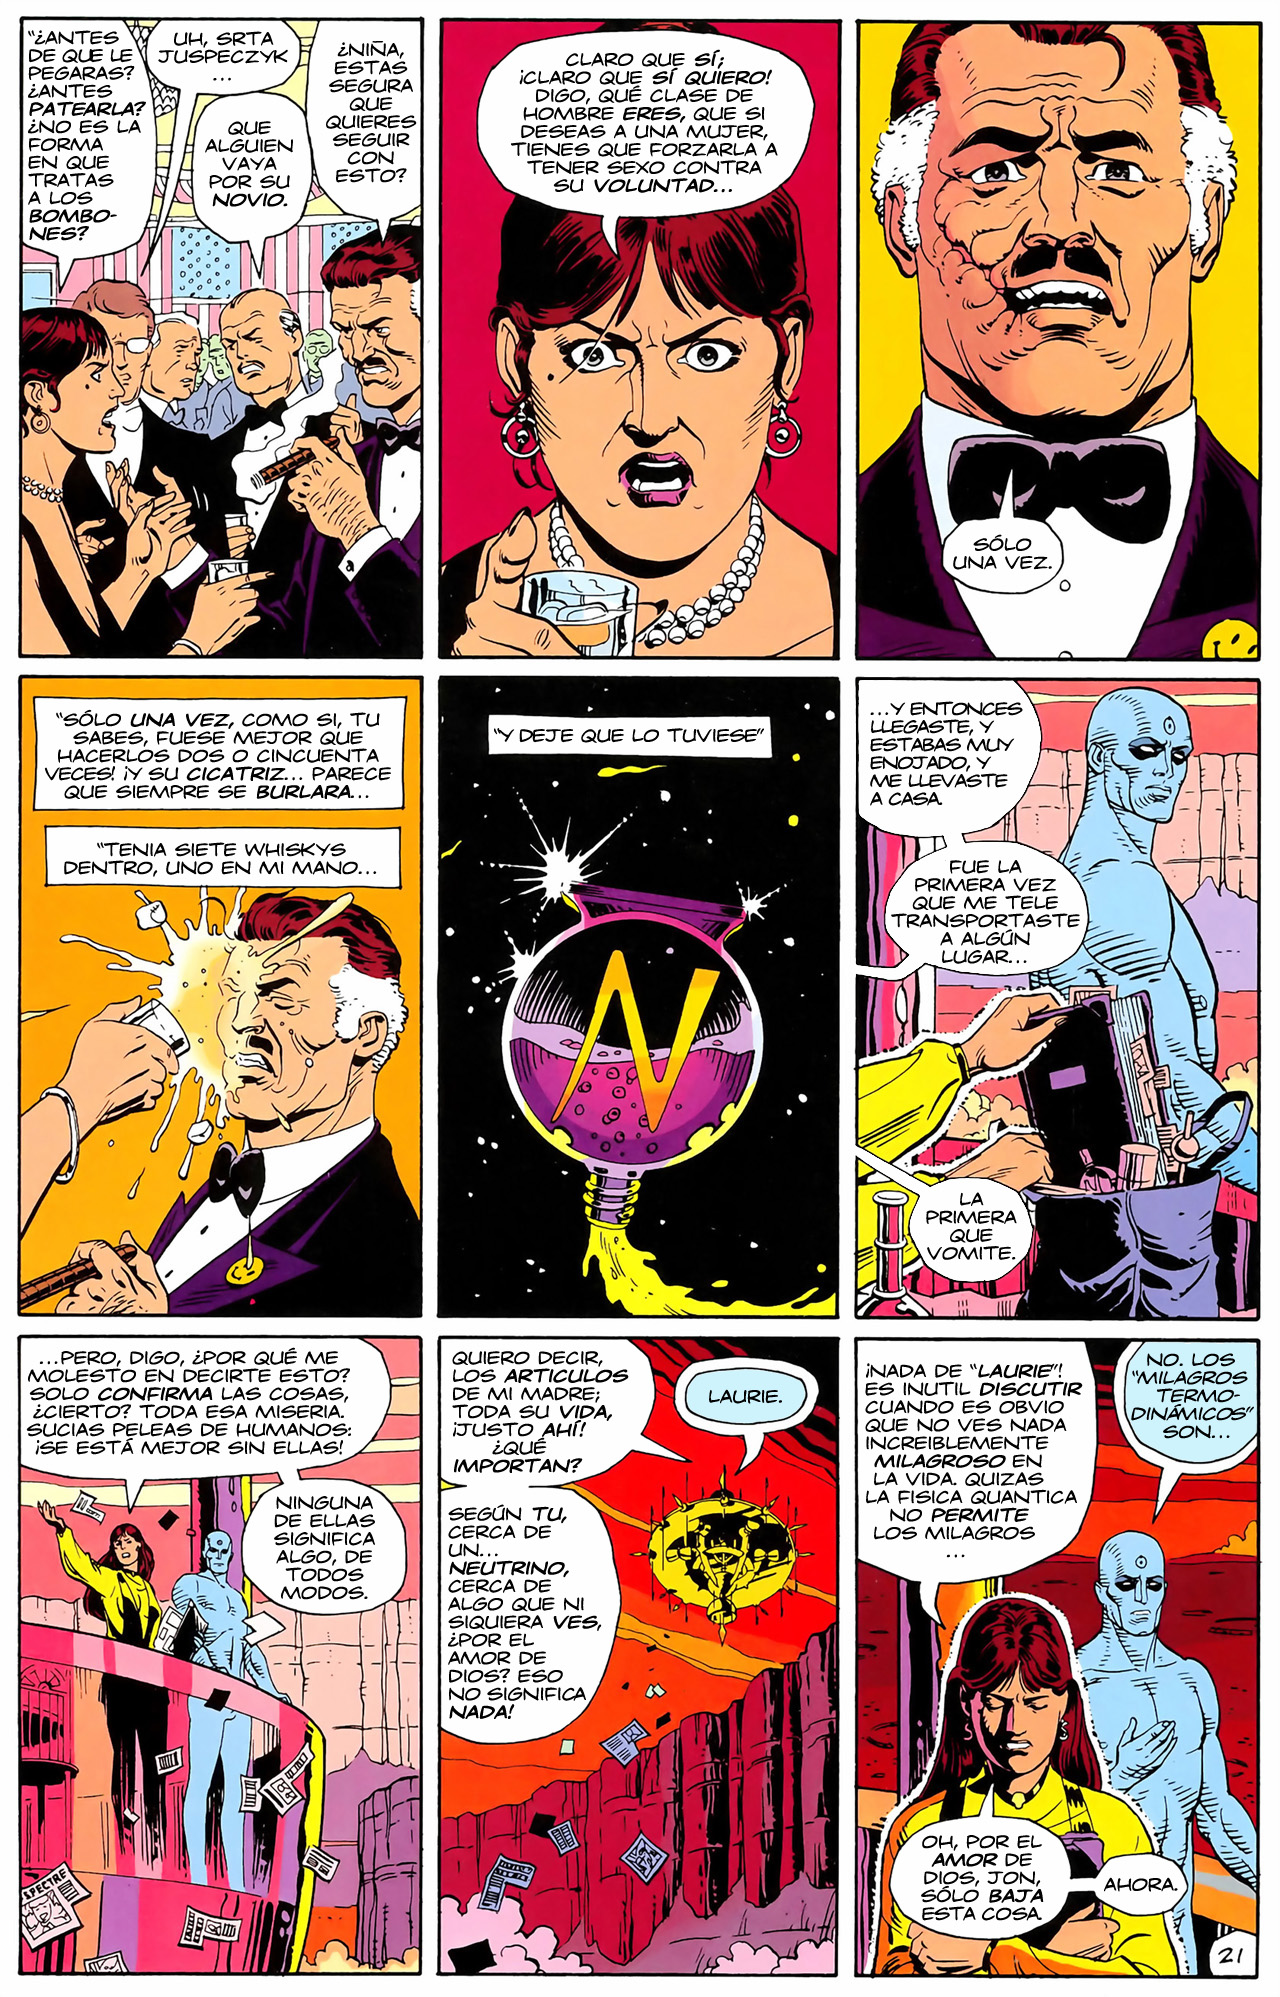 "¿ANTES
DE QUE LE
PEGARAS?
¿ANTES
PATEARLA?
¿NO ES LA
FORMA
EN QUE
TRATAS
A LOS
BOMBO-
NES?
UH, SRTA
JUSPECZYK
...
QUE
ALGUIEN
VAYA
POR SU
NOVIO.
¿NIÑA,
ESTAS
SEGURA
QUE
QUIERES
SEGUIR
CON
ESTO?
CLARO QUE SÍ;
¡CLARO QUE SÍ QUIERO!
DIGO, QUÉ CLASE DE
HOMBRE ERES, QUE SI
DESEAS A UNA MUJER,
TIENES QUE FORZARLA A
TENER SEXO CONTRA
SU VOLUNTAD...
SÓLO
UNA VEZ.
"SÓLO UNA VEZ, COMO SI, TU
SABES, FUESE MEJOR QUE
HACERLOS DOS O CINCUENTA
VECES! ¡Y SU CICATRIZ... PARECE
QUE SIEMPRE SE BURLARA...
"TENIA SIETE WHISKYS
DENTRO, UNO EN MI MANO...
"Y DEJE QUE LO TUVIESE"
N
...Y ENTONCES
LLEGASTE, Y
ESTABAS MUY
ENOJADO, Y
ME LLEVASTE
A CASA.
FUE LA
PRIMERA VEZ
QUE ME TELE
TRANSPORTASTE
A ALGÚN
LUGAR...
LA
PRIMERA
QUE
VOMITE.
...PERO, DIGO, ¿POR QUÉ ME
MOLESTO EN DECIRTE ESTO?
SOLO CONFIRMA LAS COSAS,
¿CIERTO? TODA ESA MISERIA.
SUCIAS PELEAS DE HUMANOS:
¡SE ESTÁ MEJOR SIN ELLAS!
NINGUNA
DE ELLAS
SIGNIFICA
ALGO, DE
TODOS
MODOS.
SPECTRE
QUIERO DECIR,
LOS ARTICULOS
DE MI MADRE;
TODA SU VIDA,
¡JUSTO AHÍ!
¿QUÉ
IMPORTAN?
LAURIE.
SEGÚN TU,
CERCA DE
UN...
NEUTRINO,
CERCA DE
ALGO QUE NI
SIQUIERA VES,
¿POR EL
AMOR DE
DIOS? ESO
NO SIGNIFICA
NADA!
¡NADA DE "LAURIE"!
ES INUTIL DISCUTIR
CUANDO ES OBVIO
QUE NO VES NADA
INCREIBLEMENTE
MILAGROSO EN
LA VIDA. QUIZAS
LA FISICA QUANTICA
NO PERMITE
LOS MILAGROS
...
NO. LOS
"MILAGROS
TERMO-
DINÁMICOS"
SON...
OH, POR EL
AMOR DE
DIOS, JON,
SÓLO BAJA
ESTA COSA.
AHORA.
21